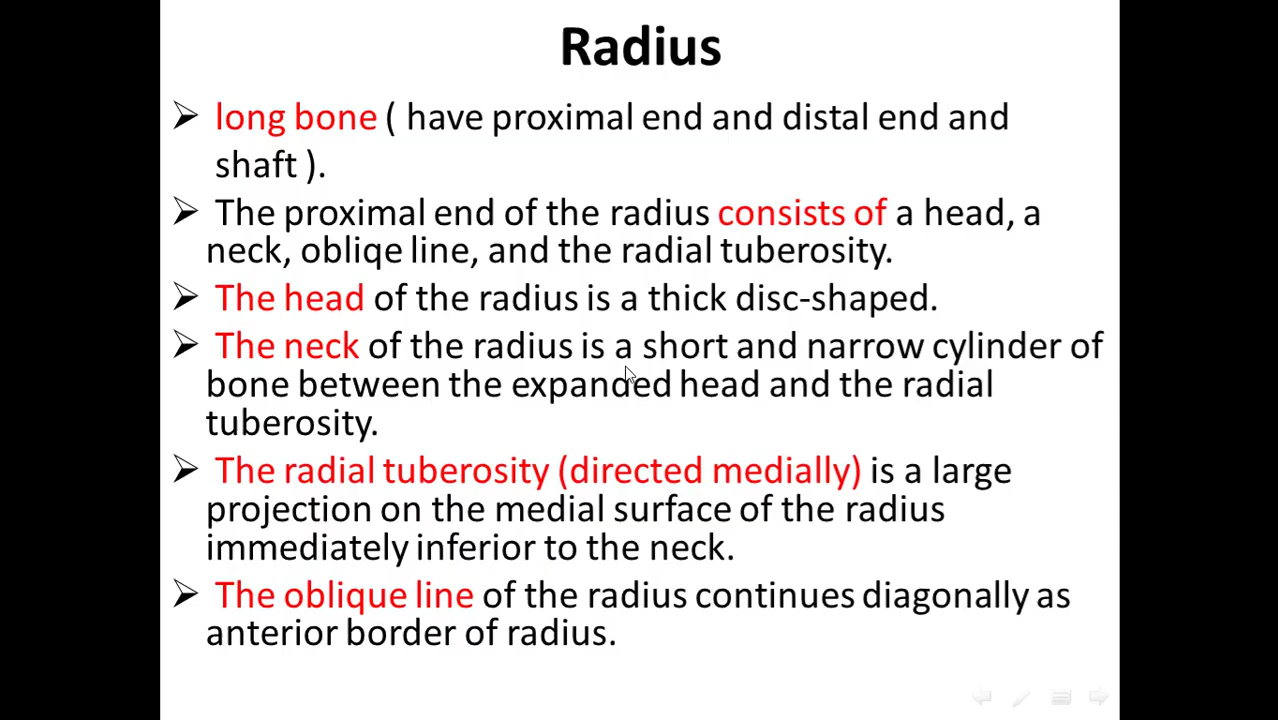 Radius
➢ long bone ( have proximal end and distal end and
shaft ).
➢ The proximal end of the radius consists of a head, a
neck, obliqe line, and the radial tuberosity.
➢ The head of the radius is a thick disc-shaped.
➢ The neck of the radius is a short and narrow cylinder of
bone between the expanded head and the radial
tuberosity.
➢ The radial tuberosity (directed medially) is a large
projection on the medial surface of the radius
immediately inferior to the neck.
➢ The oblique line of the radius continues diagonally as
anterior border of radius.